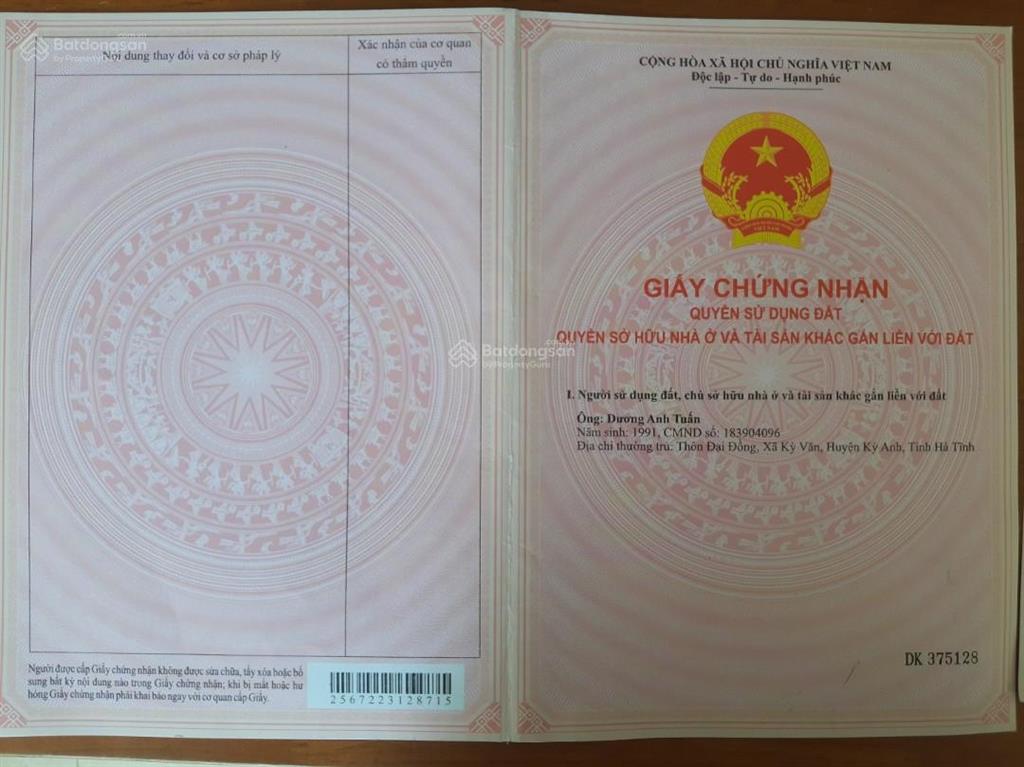 Nội dung thay đổi và cơ sở pháp lý
Xác nhận của cơ quan
có thẩm quyền
Người được cấp Giấy chứng nhận không được sửa chữa, tẩy xóa hoặc bổ
sung bất kỳ nội dung nào trong Giấy chứng nhận; khi bị mất hoặc hư
hỏng Giấy chứng nhận phải khai báo ngay với cơ quan cấp Giấy.
2567223128715
CỘNG HÒA XÃ HỘI CHỦ NGHĨA VIỆT NAM
Độc lập - Tự do - Hạnh phúc
VIỆT NAM
GIẤY CHỨNG NHẬN
QUYỀN SỬ DỤNG ĐẤT
QUYỀN SỞ HỮU NHÀ Ở VÀ TÀI SẢN KHÁC GẮN LIỀN VỚI ĐẤT
I. Người sử dụng đất, chủ sở hữu nhà ở và tài sản khác gắn liền với đất
Ông: Dương Anh Tuấn
Năm sinh: 1991, CMND số: 183904096
Địa chỉ thường trú: Thôn Đại Đồng, Xã Kỳ Văn, Huyện Kỳ Anh, Tỉnh Hà Tĩnh
DK 375128
Batdongsan
by PropertyGuru
Batdongsan
by PropertyGuru